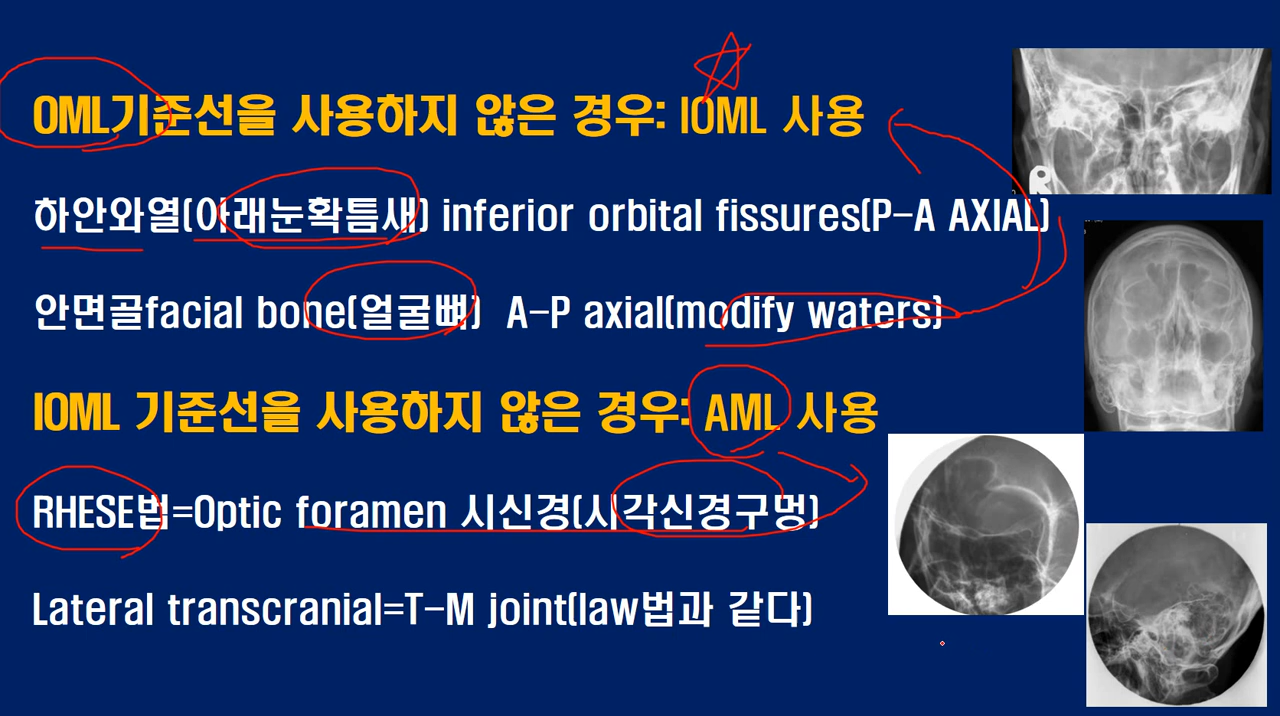 OML기준선을 사용하지 않은 경우: IOML 사용
하안와열(아래눈확틈새) inferior orbital fissures(P-A AXIAL)
안면골facial bone(얼굴뼈) A-P axial(modify waters)
IOML 기준선을 사용하지 않은 경우: AML 사용
RHESE법=Optic foramen 시신경(시각신경구멍)
Lateral transcranial=T-M joint(law법과 같다)
R